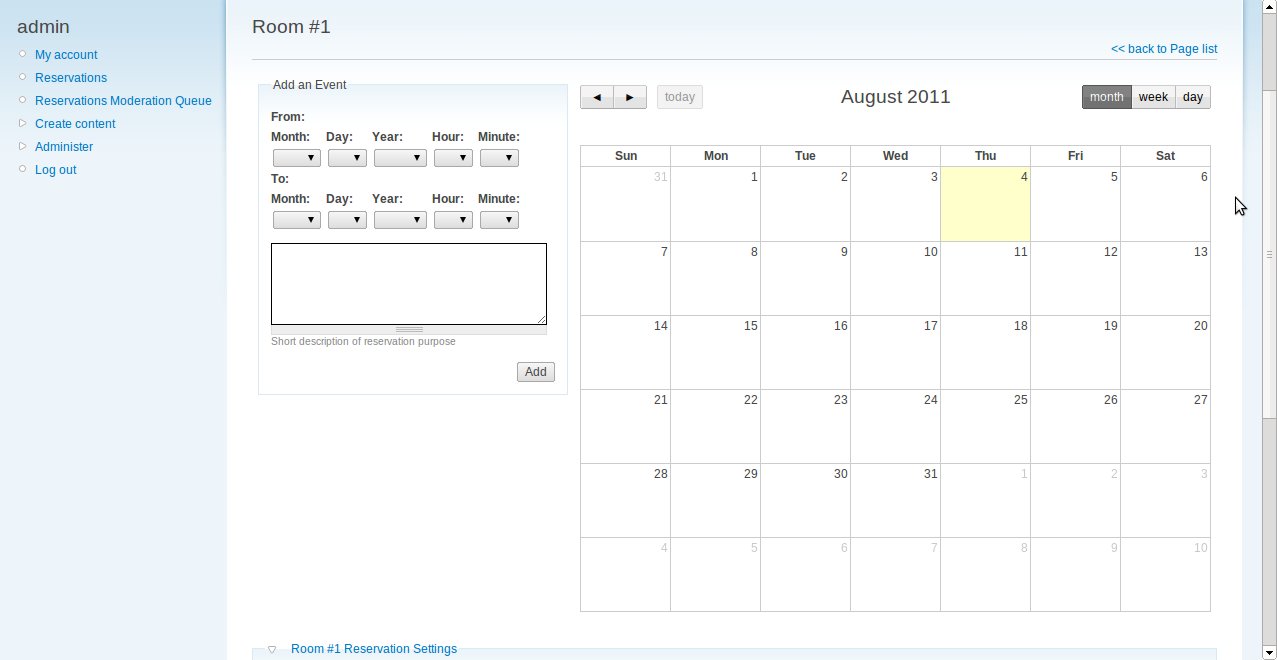 admin
My account
Reservations
Reservations Moderation Queue
Create content
Administer
Log out
Room #1
<< back to Page list
Add an Event
From:
Month: Day: Year: Hour: Minute:
To:
Month: Day: Year: Hour: Minute:
Short description of reservation purpose
Add
today
August 2011
month week day
Sun Mon Tue Wed Thu Fri Sat
31 1 2 3 4 5 6
7 8 9 10 11 12 13
14 15 16 17 18 19 20
21 22 23 24 25 26 27
28 29 30 31 1 2 3
4 5 6 7 8 9 10
Room #1 Reservation Settings